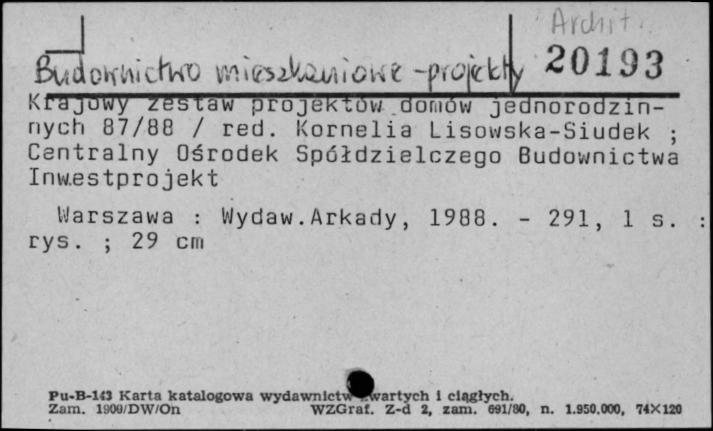 Archit.
Budownictwo mieszkaniowe - projekty 20193
Krajowy zestaw projektów domów jednorodzin-
nych 87/88 / red. Kornelia Lisowska-Siudek ;
Centralny Ośrodek Spółdzielczego Budownictwa
Inwestprojekt
Warszawa : Wydaw.Arkady, 1988. - 291, 1 s. :
rys. ; 29 cm
Pu-B-143 Karta katalogowa wydawnictw zwartych i ciągłych.
Zam. 1900/DW/On WZGraf. Z-d 2, zam. 691/80, n. 1.950.000, 74×120